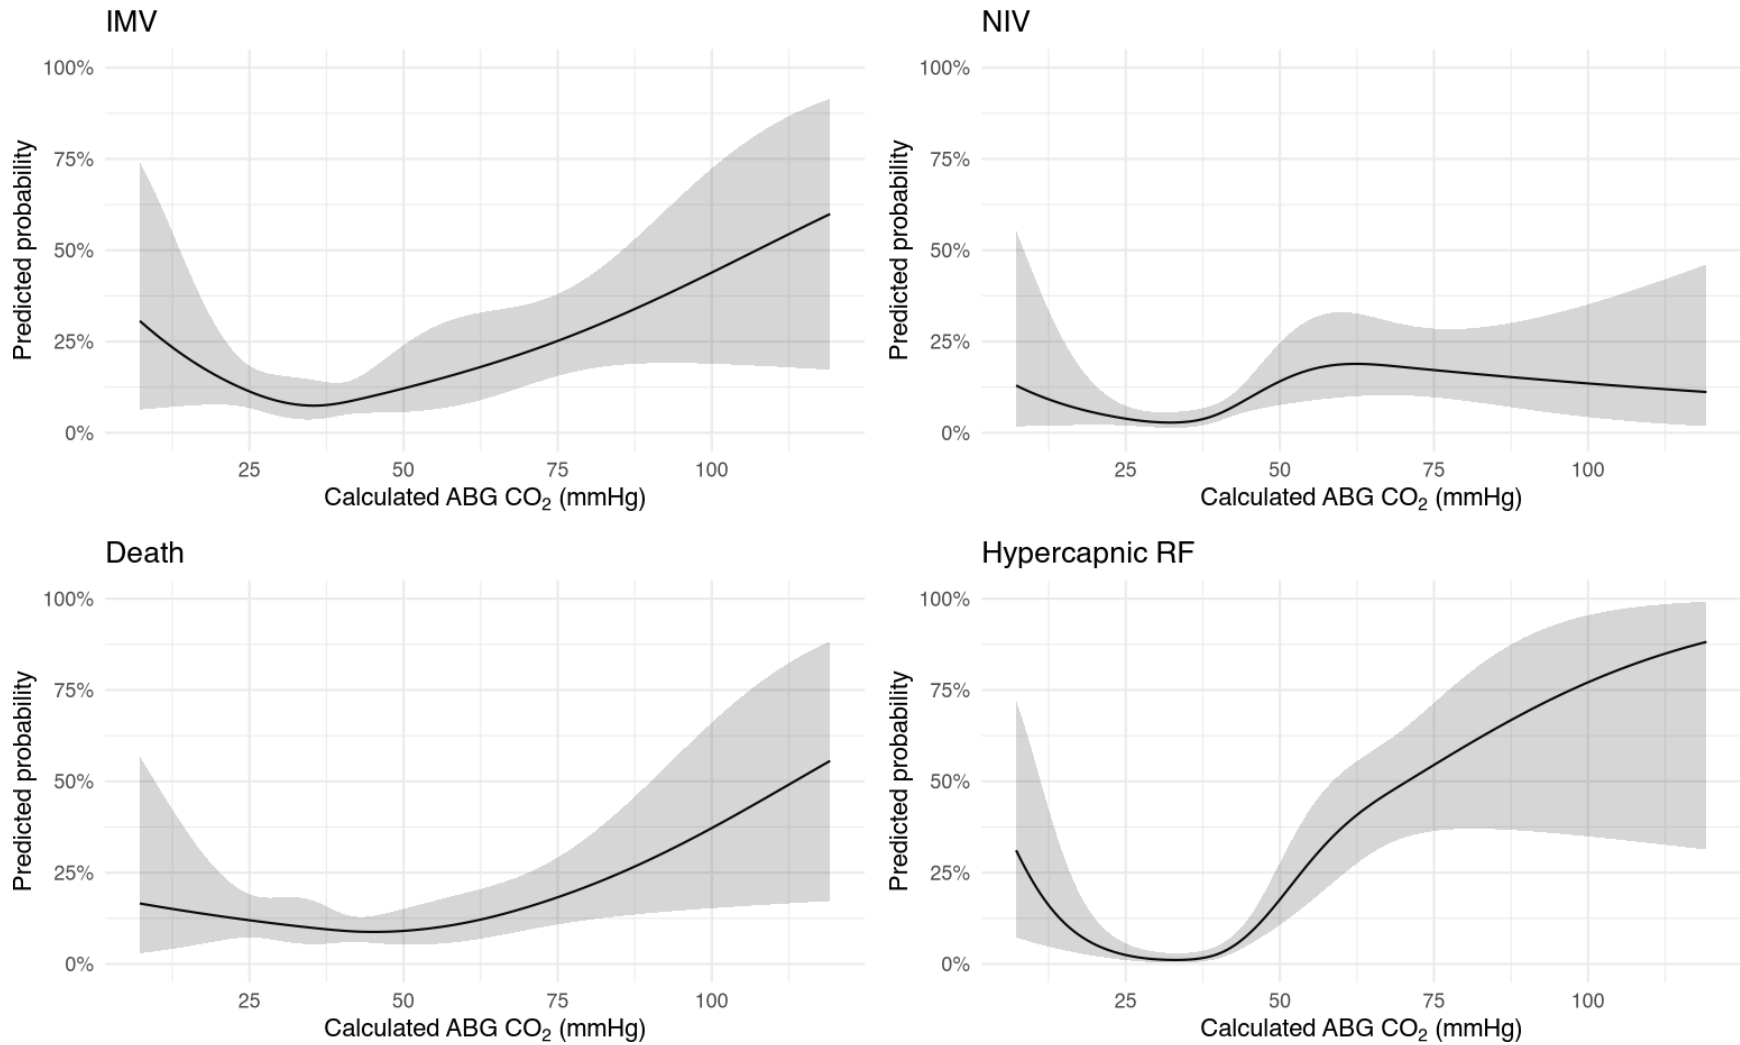 IMV
100%
75%
50%
25%
0%
Predicted probability
25 50 75 100
Calculated ABG CO₂ (mmHg)
NIV
100%
75%
50%
25%
0%
Predicted probability
25 50 75 100
Calculated ABG CO₂ (mmHg)
Death
100%
75%
50%
25%
0%
Predicted probability
25 50 75 100
Calculated ABG CO₂ (mmHg)
Hypercapnic RF
100%
75%
50%
25%
0%
Predicted probability
25 50 75 100
Calculated ABG CO₂ (mmHg)